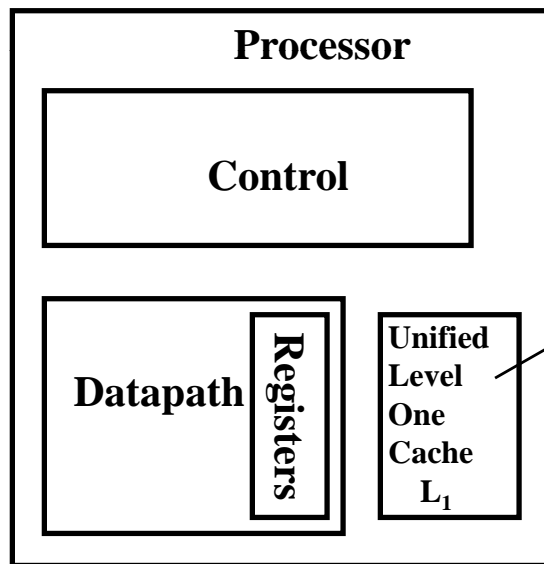 Processor
Control
Datapath
Registers
Unified
Level
One
Cache
L₁